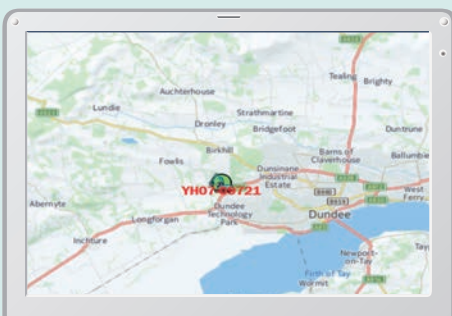 Tealing
Brighty
Auchterhouse
Lundie
Strathmartine
Dronley
Bridgefoot
Duntrune
Birkhill
Barns of
Claverhouse
Ballumbie
Fowlis
Dunsinane
Industrial
Estate
West
Ferry
Abernyte
Dundee
Technology
Park
Longforgan
Dundee
Inchture
Newport-
on-Tay
Firth of Tay
Wormit